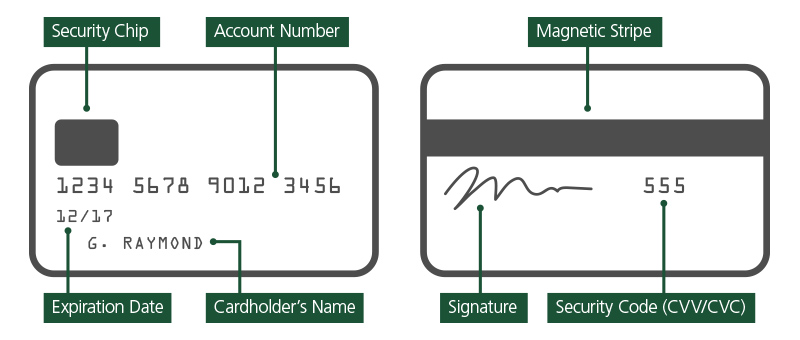 Security Chip
Account Number
Magnetic Stripe
1234 5678 9012 3456
555
12/17
G. RAYMOND
Expiration Date
Cardholder's Name
Signature
Security Code (CVV/CVC)